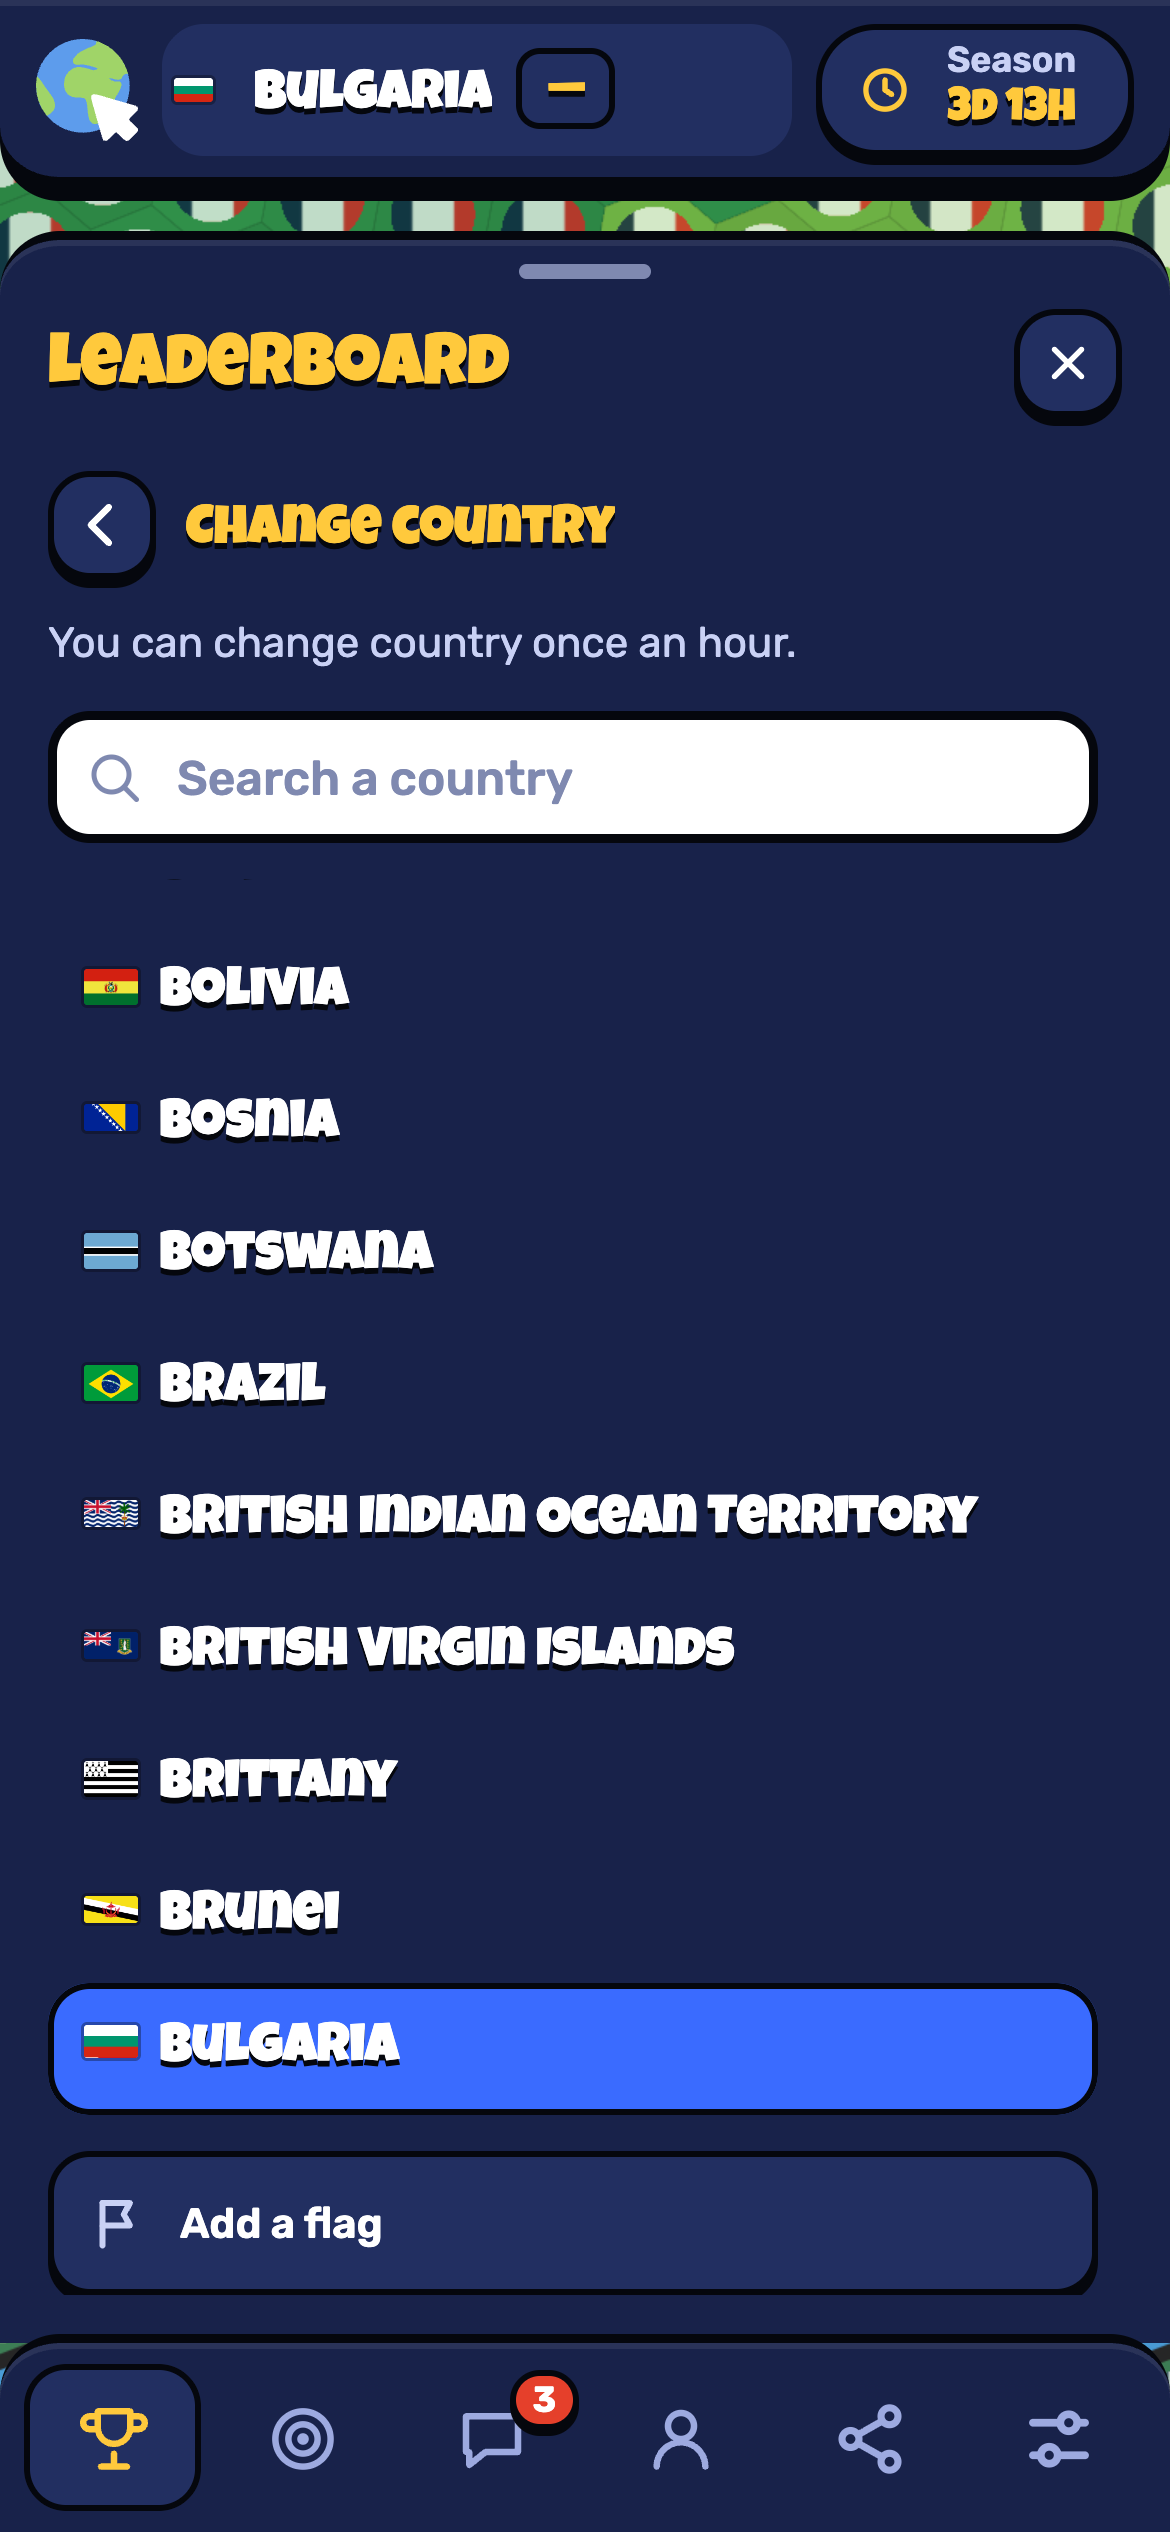 BULGARIA
Season
3D 13H
LEADERBOARD
CHANGE COUNTRY
You can change country once an hour.
Search a country
BOLIVIA
BOSNIA
BOTSWANA
BRAZIL
BRITISH INDIAN OCEAN TERRITORY
BRITISH VIRGIN ISLANDS
BRITTANY
BRUNEI
BULGARIA
Add a flag
3